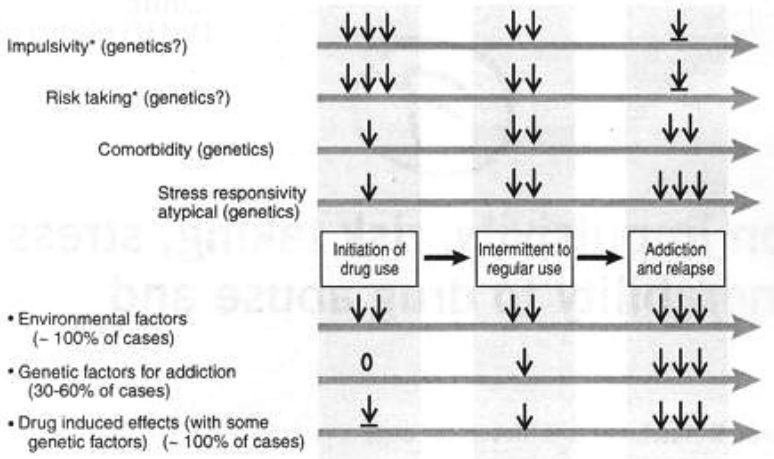 Impulsivity* (genetics?)
Risk taking* (genetics?)
Comorbidity (genetics)
Stress responsivity
atypical (genetics)
Initiation of
drug use
Intermittent to
regular use
Addiction
and relapse
• Environmental factors
(~ 100% of cases)
• Genetic factors for addiction
(30-60% of cases)
0
• Drug induced effects (with some
genetic factors) (~ 100% of cases)